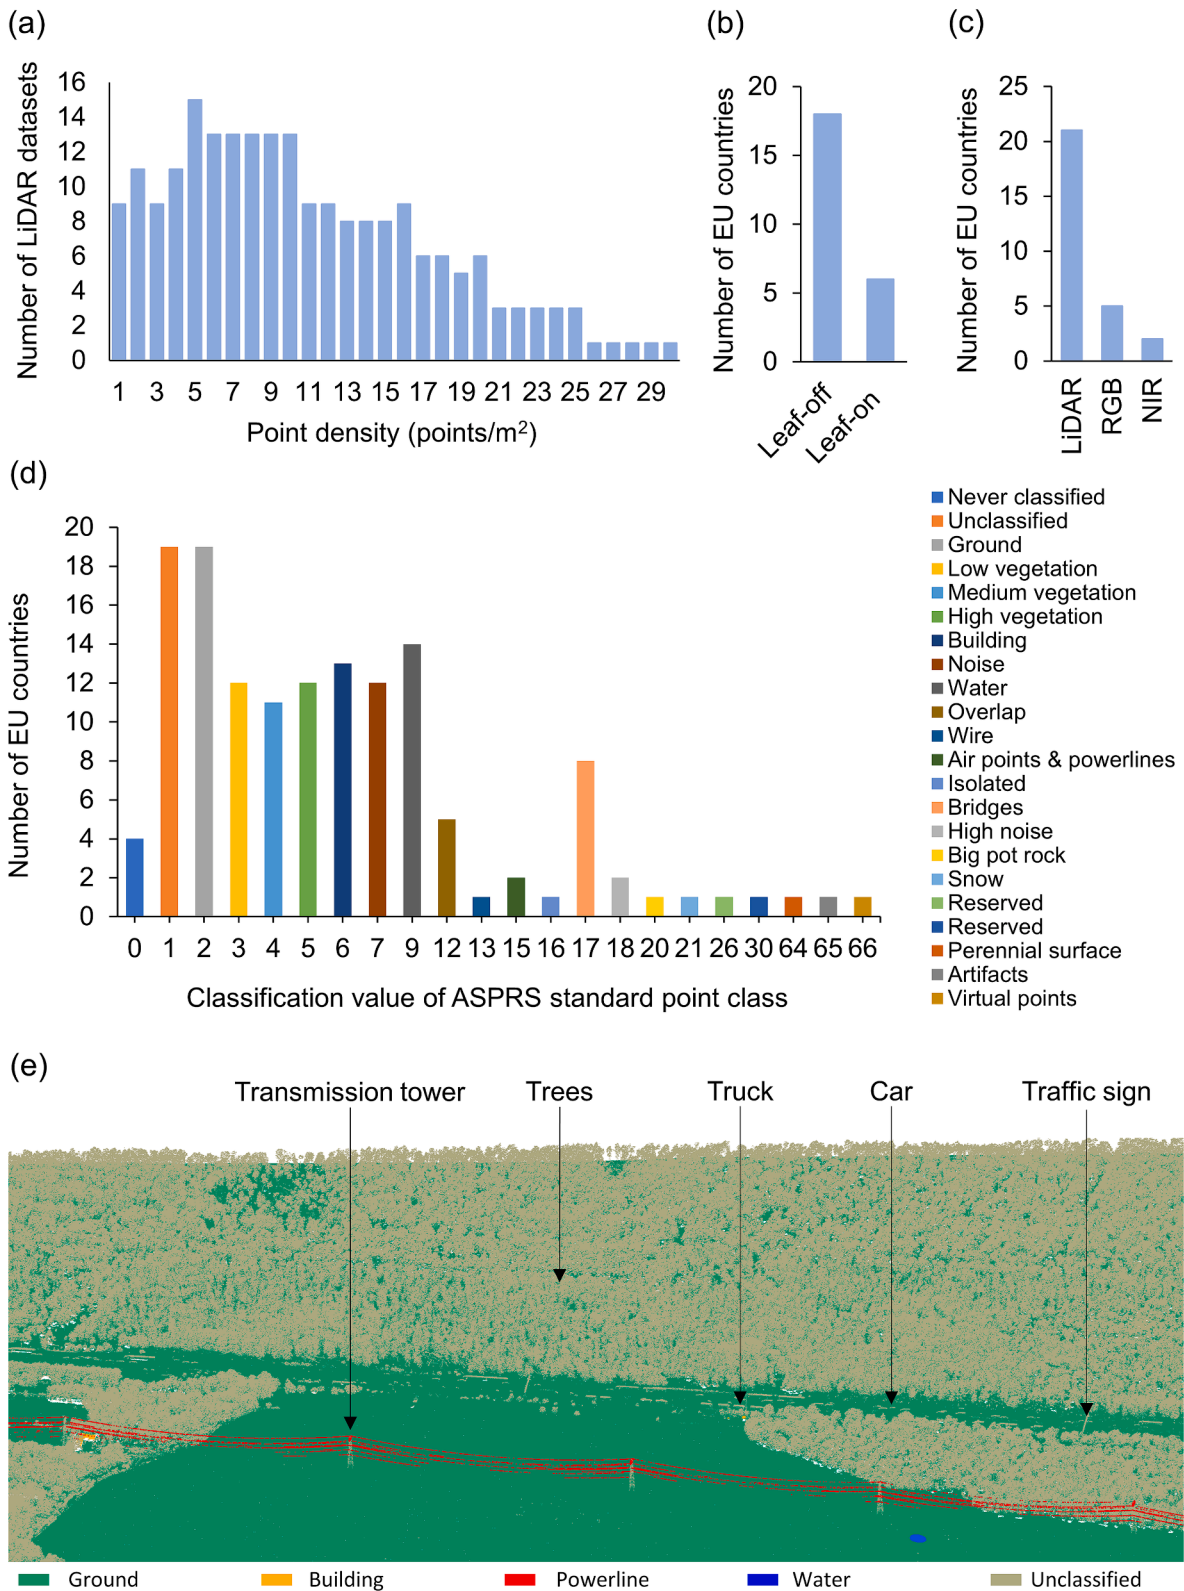 (a)
Number of LiDAR datasets
16
14
12
10
8
6
4
2
0
1 3 5 7 9 11 13 15 17 19 21 23 25 27 29
Point density (points/m²)
(b)
Number of EU countries
20
15
10
5
0
Leaf-off
Leaf-on
(c)
Number of EU countries
25
20
15
10
5
0
LiDAR
RGB
NIR
(d)
Number of EU countries
20
18
16
14
12
10
8
6
4
2
0
0 1 2 3 4 5 6 7 9 12 13 15 16 17 18 20 21 26 30 64 65 66
Classification value of ASPRS standard point class
Never classified
Unclassified
Ground
Low vegetation
Medium vegetation
High vegetation
Building
Noise
Water
Overlap
Wire
Air points & powerlines
Isolated
Bridges
High noise
Big pot rock
Snow
Reserved
Reserved
Perennial surface
Artifacts
Virtual points
(e)
Transmission tower Trees Truck Car Traffic sign
Ground Building Powerline Water Unclassified